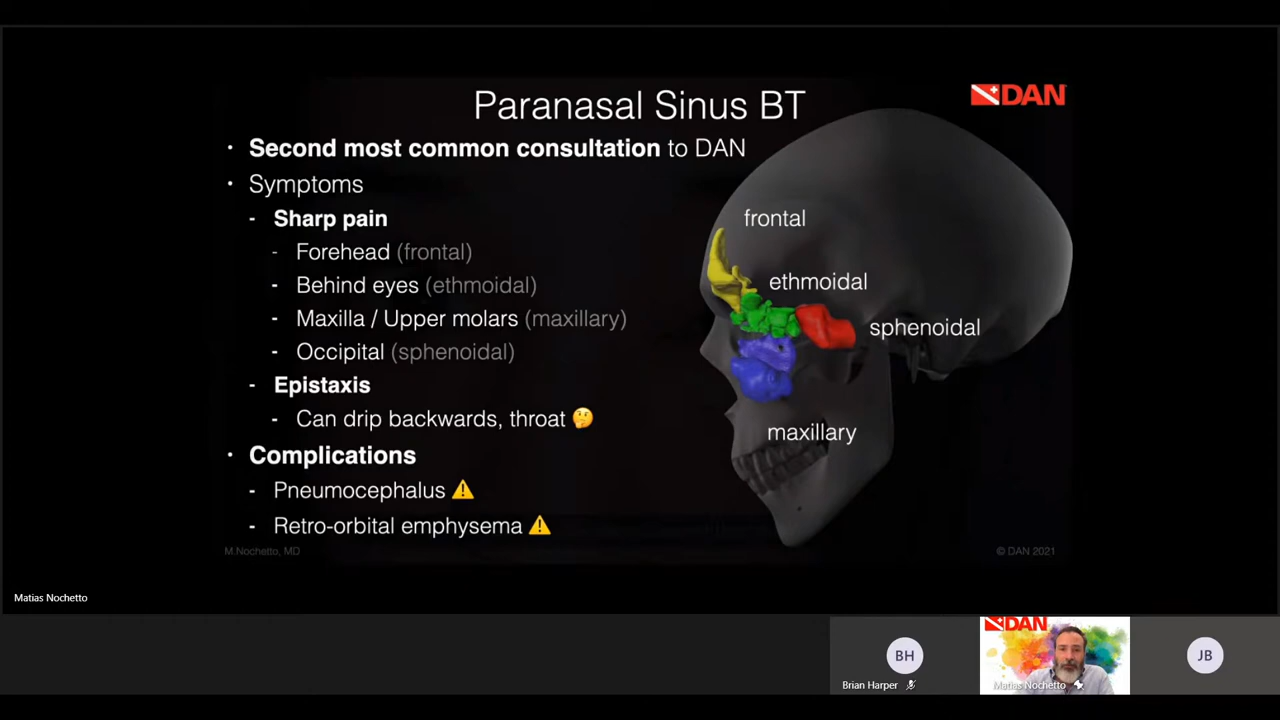 Paranasal Sinus BT
DAN
· Second most common consultation to DAN
· Symptoms
- Sharp pain
- Forehead (frontal)
- Behind eyes (ethmoidal)
- Maxilla / Upper molars (maxillary)
- Occipital (sphenoidal)
- Epistaxis
- Can drip backwards, throat 🤔
· Complications
- Pneumocephalus ⚠️
- Retro-orbital emphysema ⚠️
frontal
ethmoidal
sphenoidal
maxillary
M.Nochetto, MD
© DAN 2021
Matias Nochetto
BH
Brian Harper
DAN
Matias Nochetto
JB